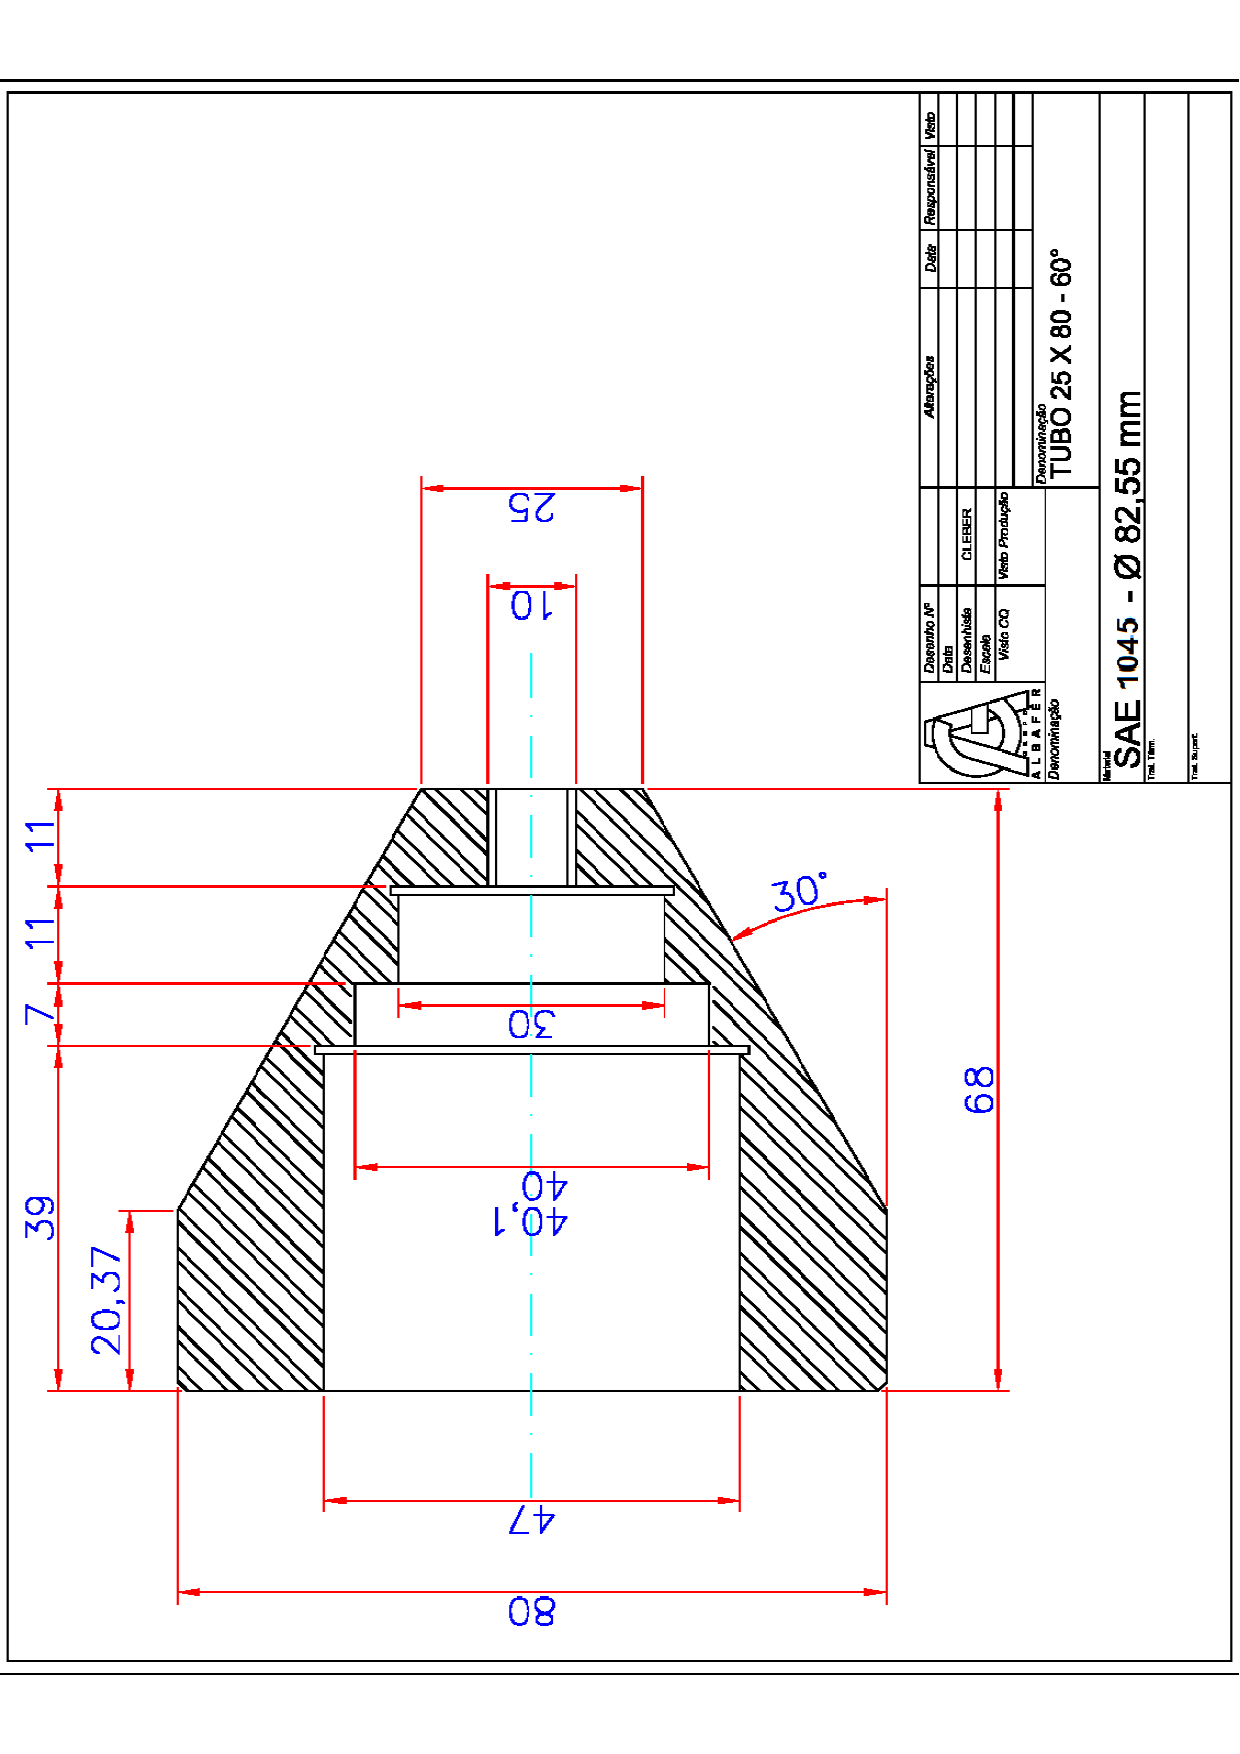 Alterações
Data
Responsável
Visto
Desenho Nº
Data
Desenhista
CLEBER
Escala
Visto CQ
Visto Produção
Denominação
TUBO 25 X 80 - 60°
ALBAFER
Denominação
Material
SAE 1045 - Ø 82,55 mm
Trat. Térm.
Trat. Superf.
25
10
11
11
7
39
20,37
30°
30
68
40
40,1
47
80